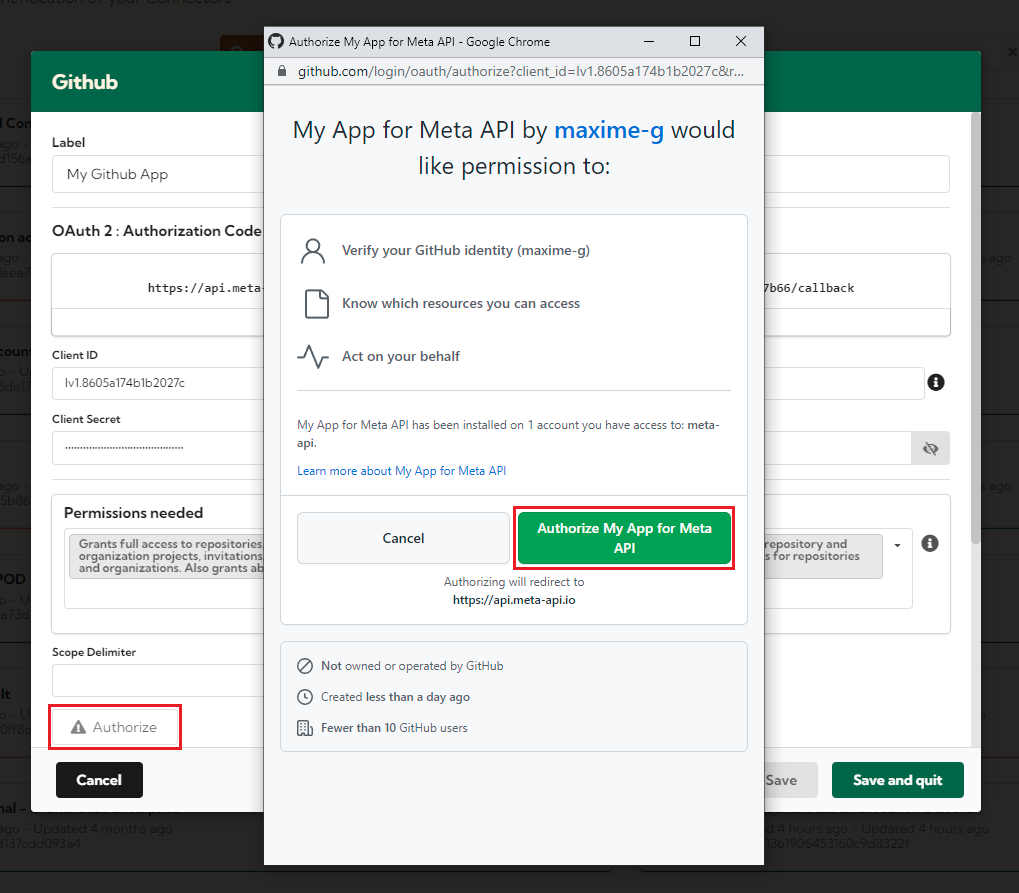 Authorize My App for Meta API - Google Chrome
github.com/login/oauth/authorize?client_id=Iv1.8605a174b1b2027c&r...
My App for Meta API by maxime-g would
like permission to:
Verify your GitHub identity (maxime-g)
Know which resources you can access
Act on your behalf
My App for Meta API has been installed on 1 account you have access to: meta-
api.
Learn more about My App for Meta API
Cancel
Authorize My App for Meta
API
Authorizing will redirect to
https://api.meta-api.io
Not owned or operated by GitHub
Created less than a day ago
Fewer than 10 GitHub users
Github
Label
My Github App
OAuth 2 : Authorization Code
https://api.meta-
7b66/callback
Client ID
Iv1.8605a174b1b2027c
Client Secret
Permissions needed
Grants full access to repositories, repository and
organization projects, invitations s for repositories
and organizations. Also grants ab
Scope Delimiter
Authorize
Cancel
Save
Save and quit
ago - Updated 4 months ago
d137cdd093a4
d 4 hours ago - Updated 4 hours ago
1361906453160c9d8322f